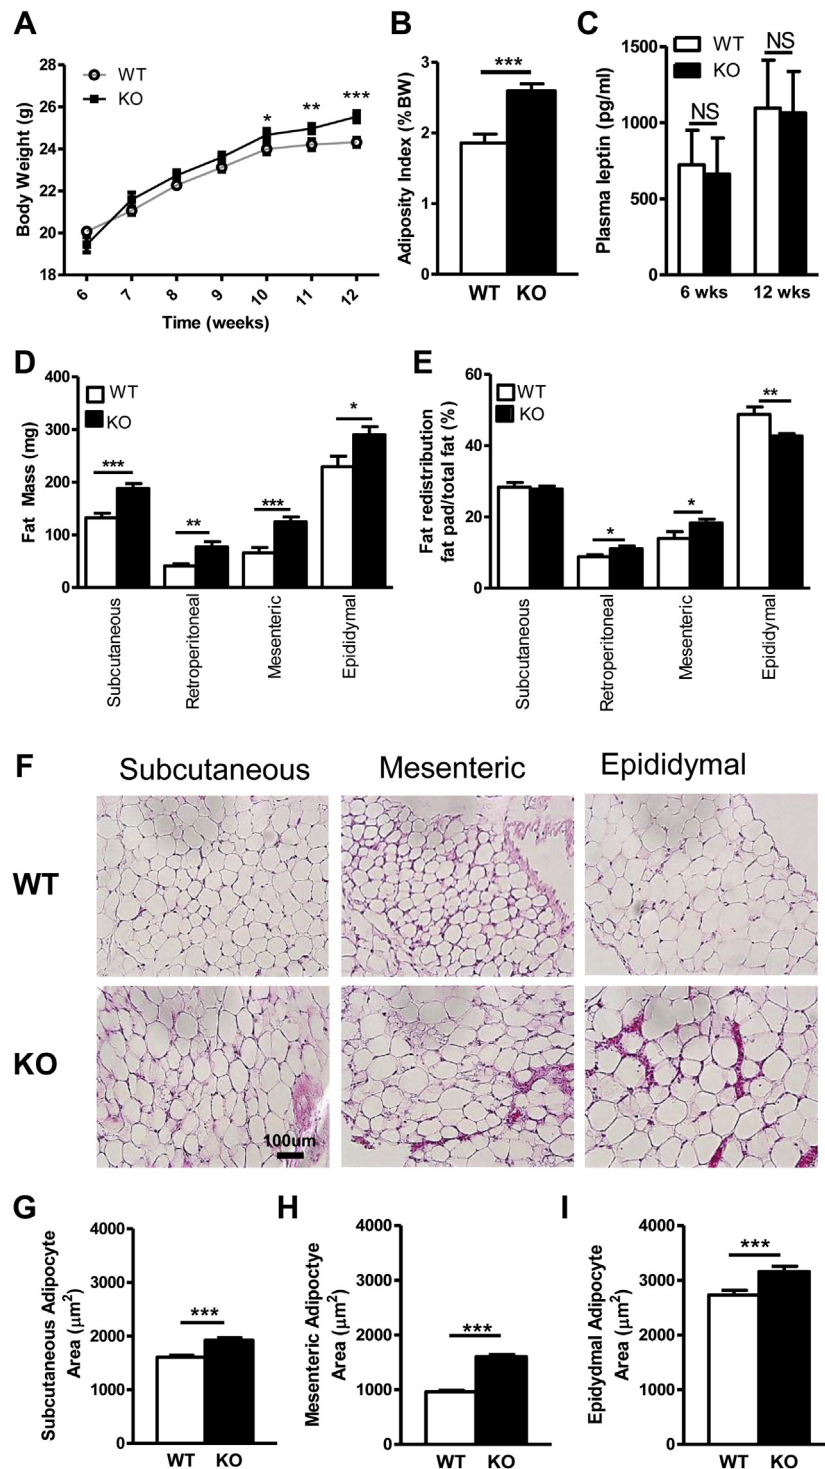 A
WT
KO
Body Weight (g)
28
26
24
22
20
18
*
**
***
6
7
8
9
10
11
12
Time (weeks)
B
Adiposity Index (%BW)
3
2
1
0
***
WT KO
C
WT
KO
Plasma leptin (pg/ml)
1500
1000
500
0
NS
NS
6 wks 12 wks
D
WT
KO
Fat Mass (mg)
400
300
200
100
0
***
**
***
*
Subcutaneous
Retroperitoneal
Mesenteric
Epididymal
E
WT
KO
Fat redistribution
fat pad/total fat (%)
60
40
20
0
*
*
**
Subcutaneous
Retroperitoneal
Mesenteric
Epididymal
F
Subcutaneous Mesenteric Epididymal
WT
KO
100um
G
Subcutaneous Adipocyte
Area (μm²)
4000
3000
2000
1000
0
***
WT KO
H
Mesenteric Adipoctye
Area (μm²)
4000
3000
2000
1000
0
***
WT KO
I
Epidydmal Adipocyte
Area (μm²)
4000
3000
2000
1000
0
***
WT KO